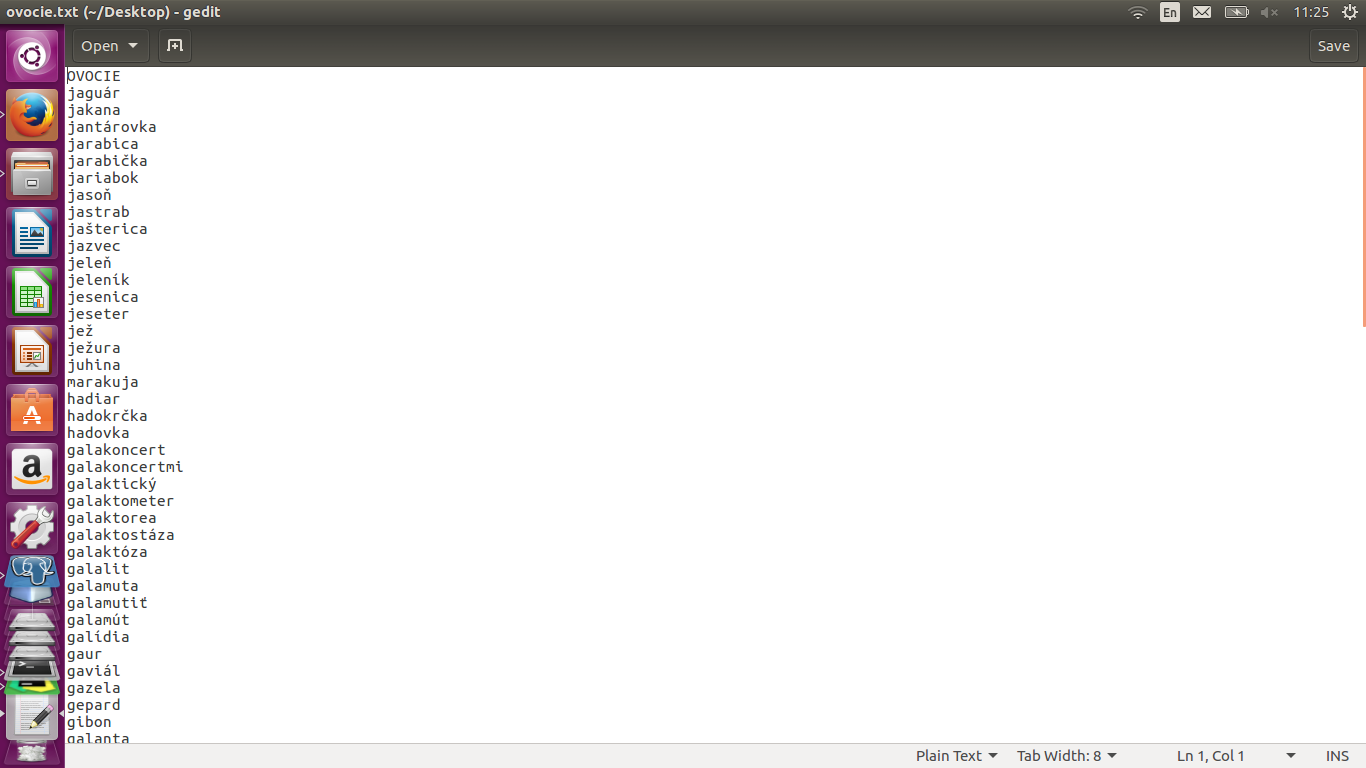 ovocie.txt (~/Desktop) - gedit
En
11:25
Open
Save
OVOCIE
jaguár
jakana
jantárovka
jarabica
jarabička
jariabok
jasoň
jastrab
jašterica
jazvec
jeleň
jeleník
jesenica
jeseter
jež
ježura
juhina
marakuja
hadiar
hadokrčka
hadovka
galakoncert
galakoncertmi
galaktický
galaktometer
galaktorea
galaktostáza
galaktóza
galalit
galamuta
galamutiť
galamút
galídia
gaur
gaviál
gazela
gepard
gibon
galanta
Plain Text
Tab Width: 8
Ln 1, Col 1
INS